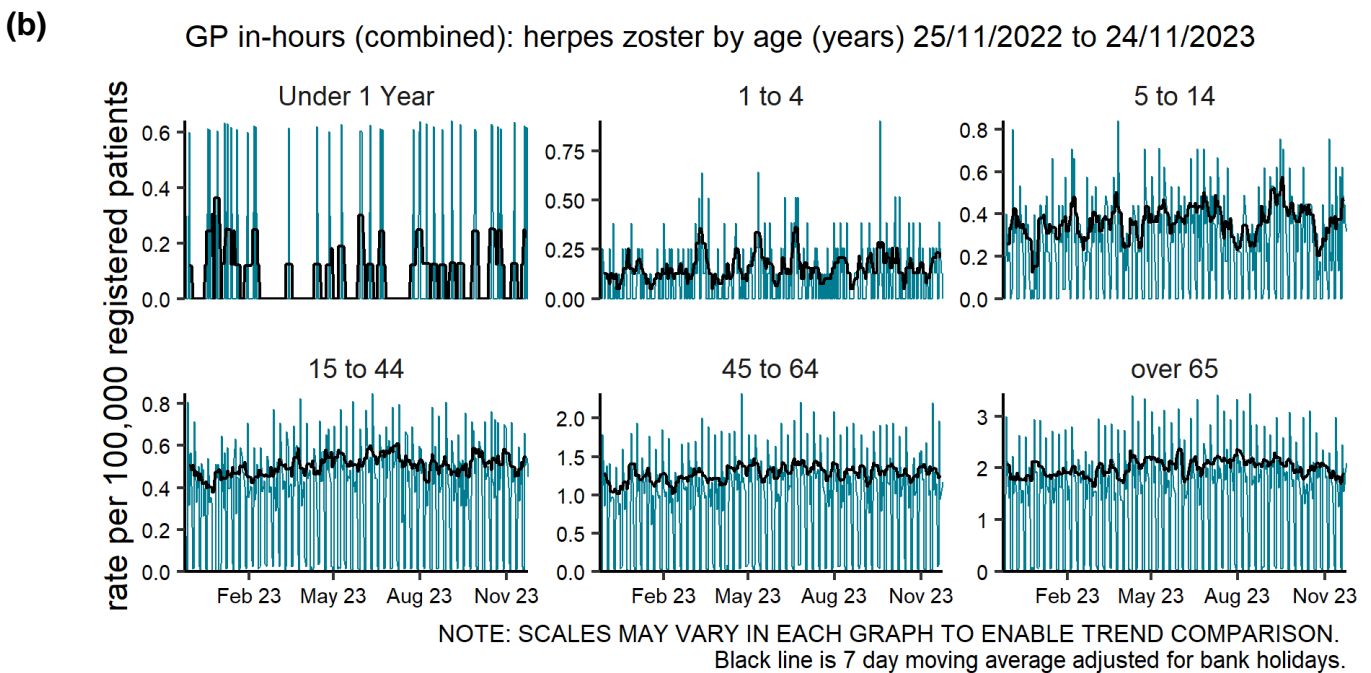 (b)
GP in-hours (combined): herpes zoster by age (years) 25/11/2022 to 24/11/2023
rate per 100,000 registered patients
Under 1 Year
0.6
0.4
0.2
0.0
1 to 4
0.75
0.50
0.25
0.00
5 to 14
0.8
0.6
0.4
0.2
0.0
15 to 44
0.8
0.6
0.4
0.2
0.0
Feb 23 May 23 Aug 23 Nov 23
45 to 64
2.0
1.5
1.0
0.5
0.0
Feb 23 May 23 Aug 23 Nov 23
over 65
3
2
1
0
Feb 23 May 23 Aug 23 Nov 23
NOTE: SCALES MAY VARY IN EACH GRAPH TO ENABLE TREND COMPARISON.
Black line is 7 day moving average adjusted for bank holidays.